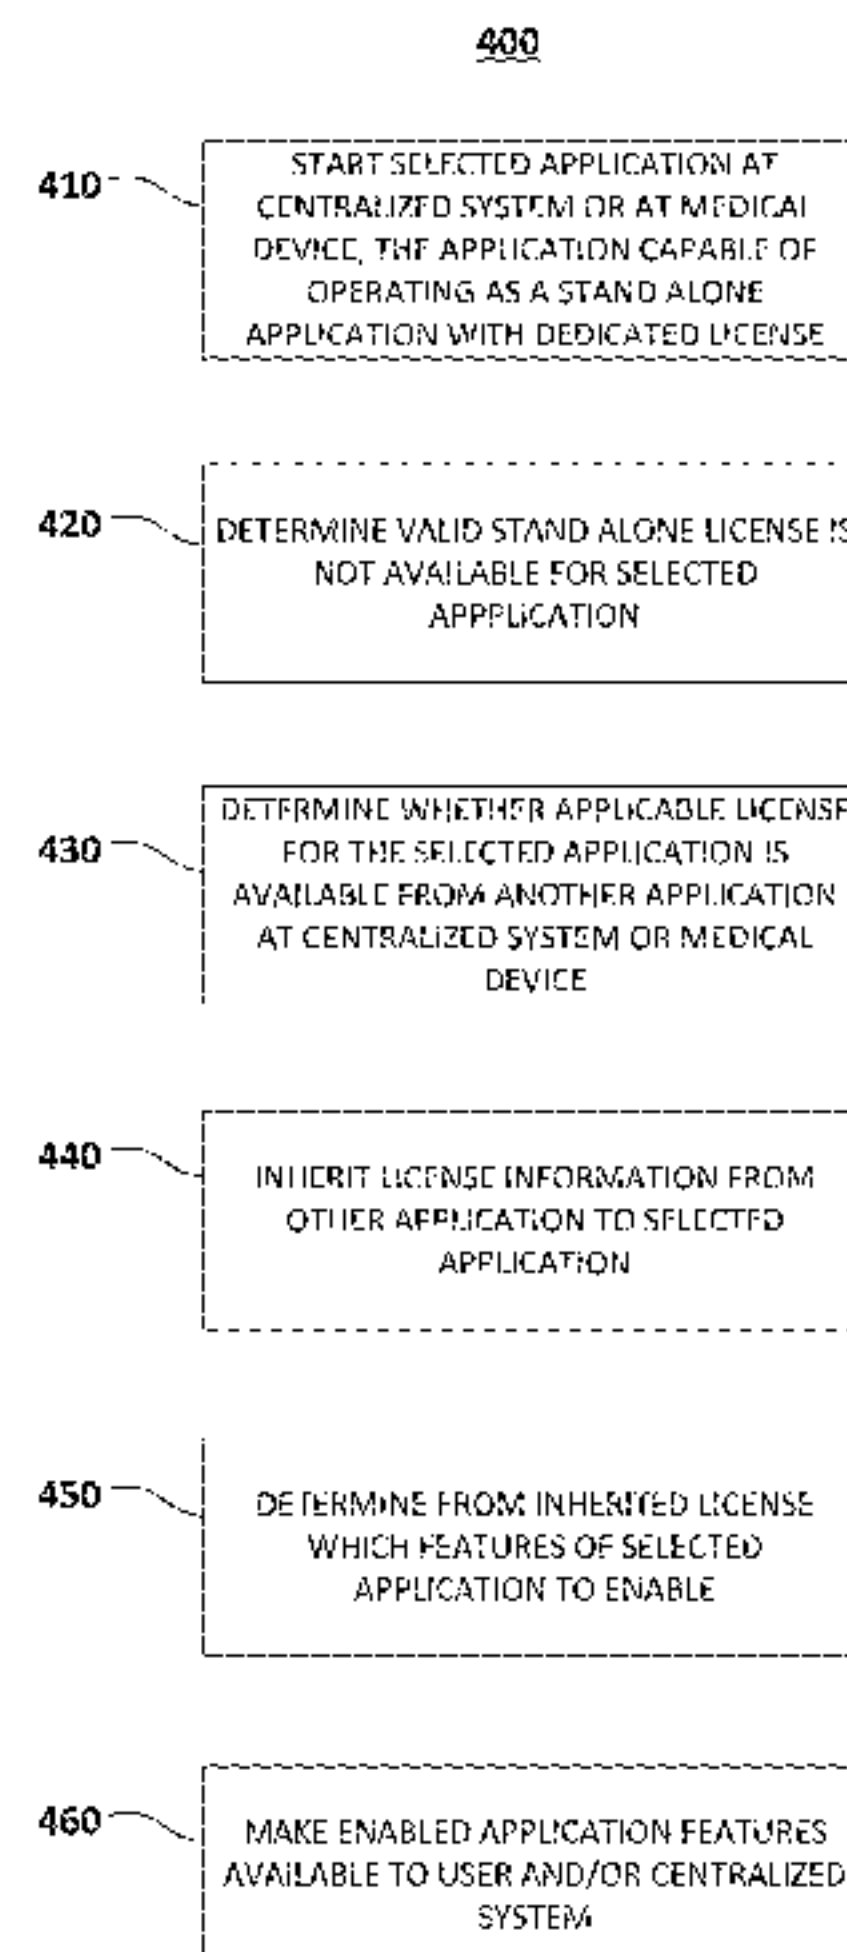 400
410
START SELECTED APPLICATION AT
CENTRALIZED SYSTEM OR AT MEDICAL
DEVICE, THE APPLICATION CAPABLE OF
OPERATING AS A STAND ALONE
APPLICATION WITH DEDICATED LICENSE
420
DETERMINE VALID STAND ALONE LICENSE IS
NOT AVAILABLE FOR SELECTED
APPPLICATION
430
DETERMINE WHETHER APPLICABLE LICENSE
FOR THE SELECTED APPLICATION IS
AVAILABLE FROM ANOTHER APPLICATION
AT CENTRALIZED SYSTEM OR MEDICAL
DEVICE
440
INHERIT LICENSE INFORMATION FROM
OTHER APPLICATION TO SELECTED
APPLICATION
450
DETERMINE FROM INHERITED LICENSE
WHICH FEATURES OF SELECTED
APPLICATION TO ENABLE
460
MAKE ENABLED APPLICATION FEATURES
AVAILABLE TO USER AND/OR CENTRALIZED
SYSTEM